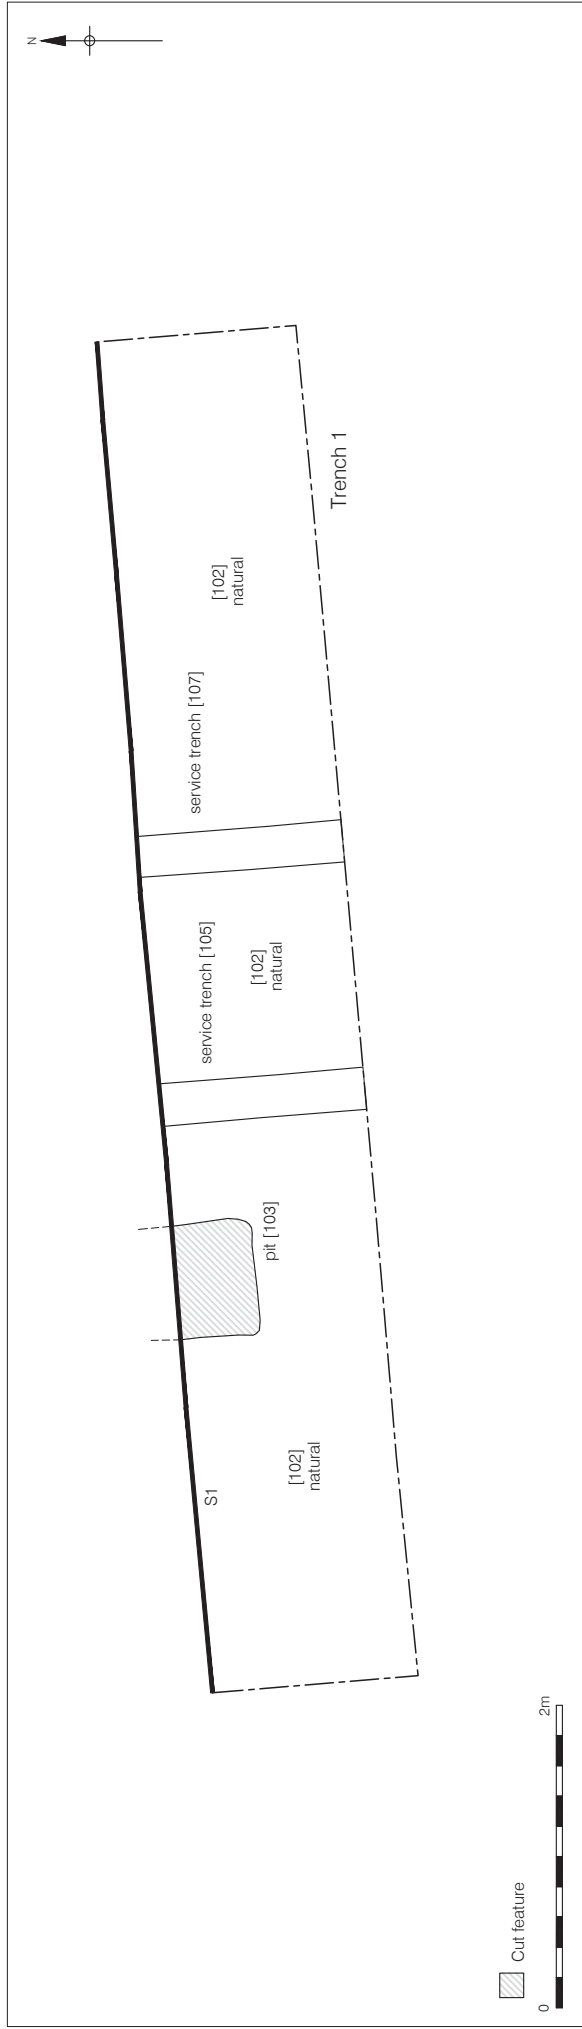 N
[102]
natural
Trench 1
service trench [107]
service trench [105]
[102]
natural
pit [103]
[102]
natural
S1
Cut feature
0
2m